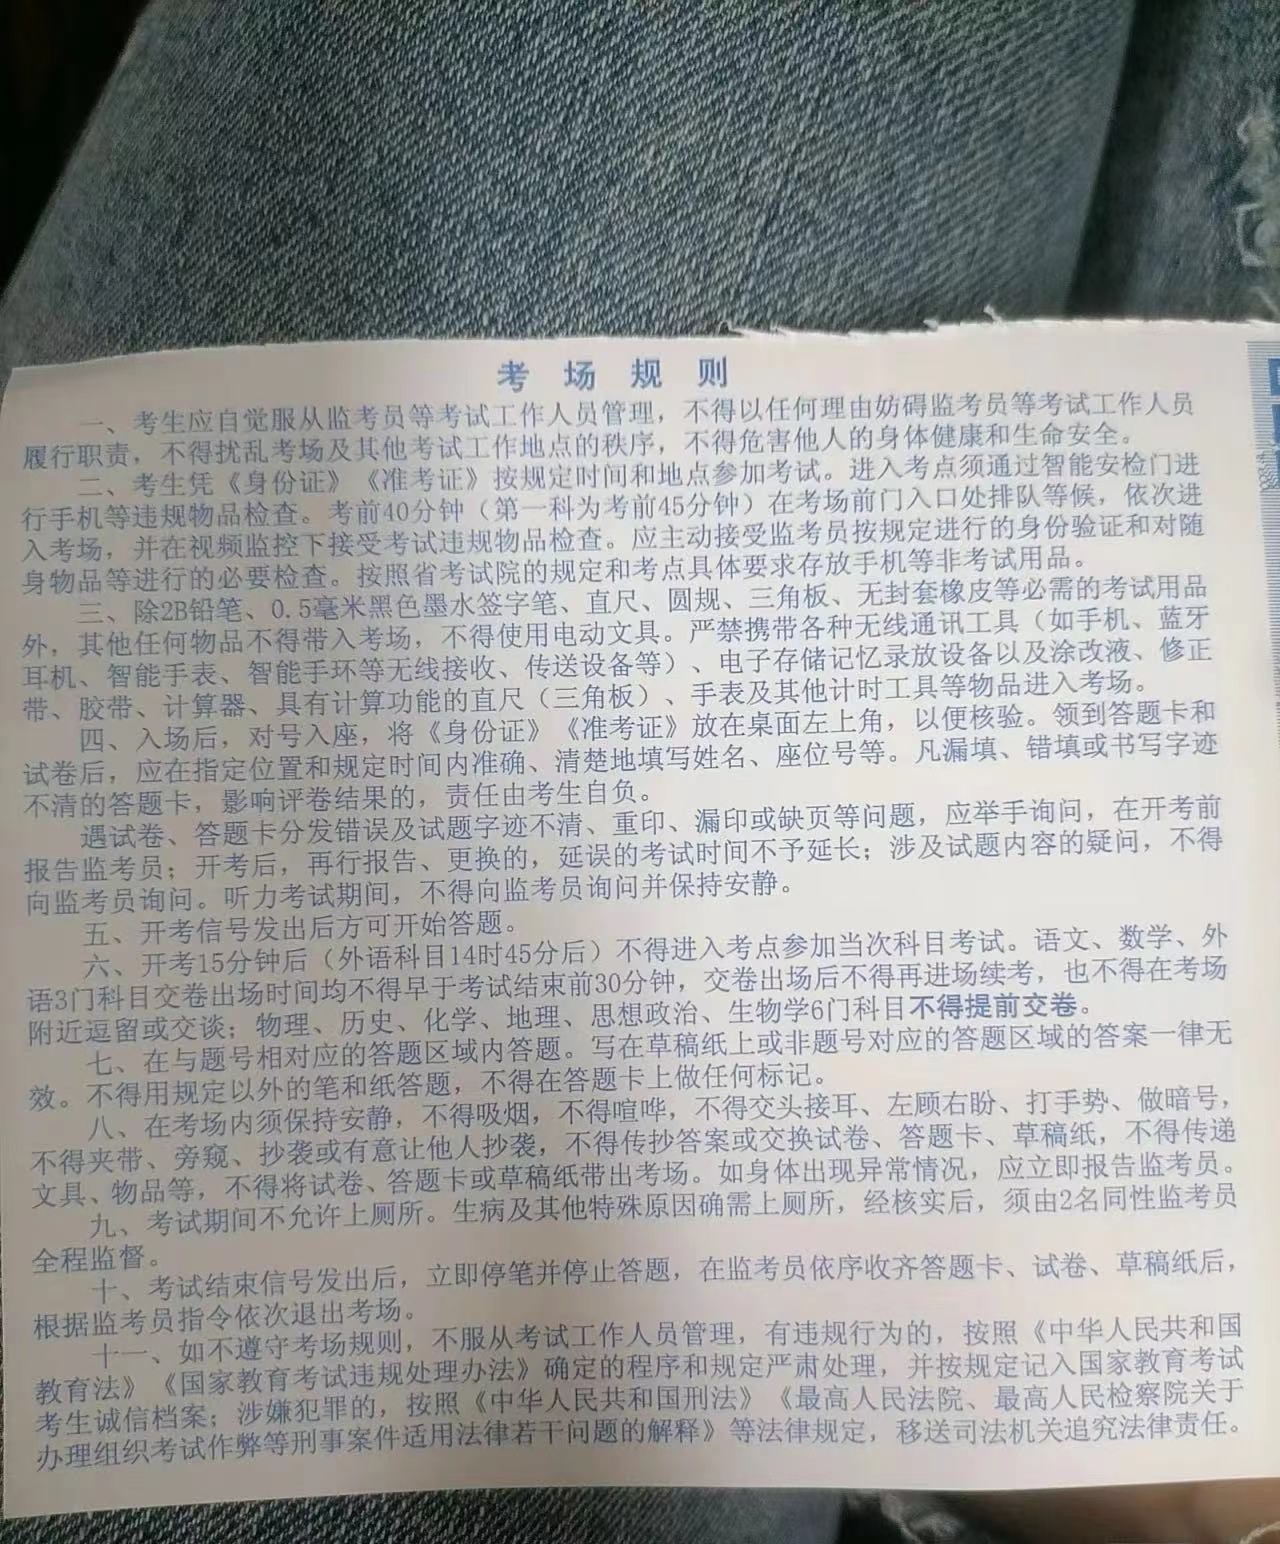 考场规则
一、考生应自觉服从监考员等考试工作人员管理，不得以任何理由妨碍监考员等考试工作人员
履行职责，不得扰乱考场及其他考试工作地点的秩序，不得危害他人的身体健康和生命安全。
二、考生凭《身份证》《准考证》按规定时间和地点参加考试。进入考点须通过智能安检门进
行手机等违规物品检查。考前40分钟（第一科为考前45分钟）在考场前门入口处排队等候，依次进
入考场，并在视频监控下接受考试违规物品检查。应主动接受监考员按规定进行的身份验证和对随
身物品等进行的必要检查。按照省考试院的规定和考点具体要求存放手机等非考试用品。
三、除2B铅笔、0.5毫米黑色墨水签字笔、直尺、圆规、三角板、无封套橡皮等必需的考试用品
外，其他任何物品不得带入考场，不得使用电动文具。严禁携带各种无线通讯工具（如手机、蓝牙
耳机、智能手表、智能手环等无线接收、传送设备等）、电子存储记忆录放设备以及涂改液、修正
带、胶带、计算器、具有计算功能的直尺（三角板）、手表及其他计时工具等物品进入考场。
四、入场后，对号入座，将《身份证》《准考证》放在桌面左上角，以便核验。领到答题卡和
试卷后，应在指定位置和规定时间内准确、清楚地填写姓名、座位号等。凡漏填、错填或书写字迹
不清的答题卡，影响评卷结果的，责任由考生自负。
遇试卷、答题卡分发错误及试题字迹不清、重印、漏印或缺页等问题，应举手询问，在开考前
报告监考员；开考后，再行报告、更换的，延误的考试时间不予延长；涉及试题内容的疑问，不得
向监考员询问。听力考试期间，不得向监考员询问并保持安静。
五、开考信号发出后方可开始答题。
六、开考15分钟后（外语科目14时45分后）不得进入考点参加当次科目考试。语文、数学、外
语3门科目交卷出场时间均不得早于考试结束前30分钟，交卷出场后不得再进场续考，也不得在考场
附近逗留或交谈；物理、历史、化学、地理、思想政治、生物学6门科目不得提前交卷。
七、在与题号相对应的答题区域内答题。写在草稿纸上或非题号对应的答题区域的答案一律无
效。不得用规定以外的笔和纸答题，不得在答题卡上做任何标记。
八、在考场内须保持安静，不得吸烟，不得喧哗，不得交头接耳、左顾右盼、打手势、做暗号，
不得夹带、旁窥、抄袭或有意让他人抄袭，不得传抄答案或交换试卷、答题卡、草稿纸，不得传递
文具、物品等，不得将试卷、答题卡或草稿纸带出考场。如身体出现异常情况，应立即报告监考员。
九、考试期间不允许上厕所。生病及其他特殊原因确需上厕所，经核实后，须由2名同性监考员
全程监督。
十、考试结束信号发出后，立即停笔并停止答题，在监考员依序收齐答题卡、试卷、草稿纸后，
根据监考员指令依次退出考场。
十一、如不遵守考场规则，不服从考试工作人员管理，有违规行为的，按照《中华人民共和国
教育法》《国家教育考试违规处理办法》确定的程序和规定严肃处理，并按规定记入国家教育考试
考生诚信档案；涉嫌犯罪的，按照《中华人民共和国刑法》《最高人民法院、最高人民检察院关于
办理组织考试作弊等刑事案件适用法律若干问题的解释》等法律规定，移送司法机关追究法律责任。